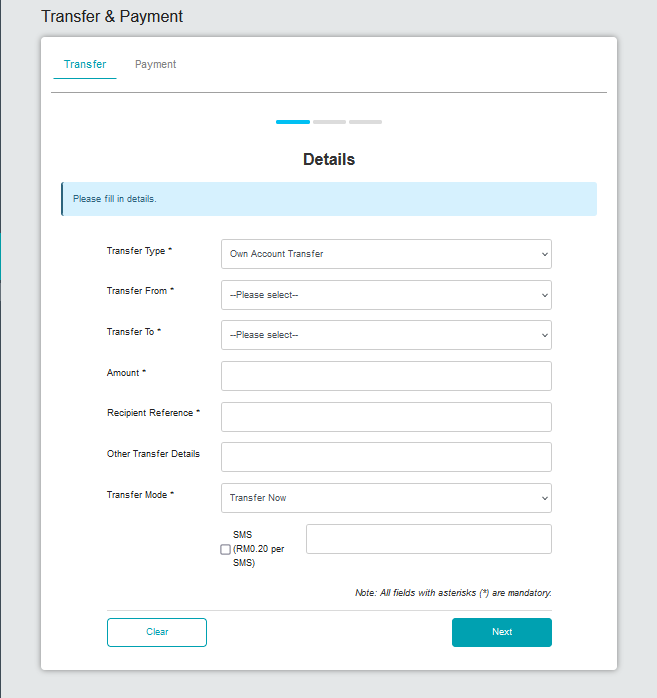 Transfer & Payment
Transfer Payment
Details
Please fill in details.
Transfer Type * Own Account Transfer
Transfer From * --Please select--
Transfer To * --Please select--
Amount *
Recipient Reference *
Other Transfer Details
Transfer Mode * Transfer Now
SMS
(RM0.20 per
SMS)
Note: All fields with asterisks (*) are mandatory.
Clear Next